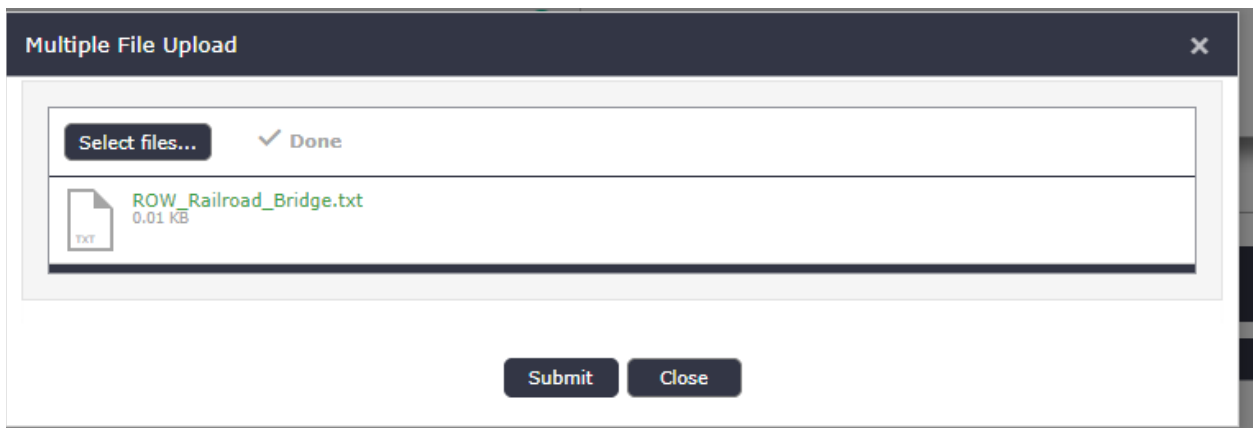 Multiple File Upload ×
Select files... Done
ROW_Railroad_Bridge.txt
0.01 KB
TXT
Submit Close